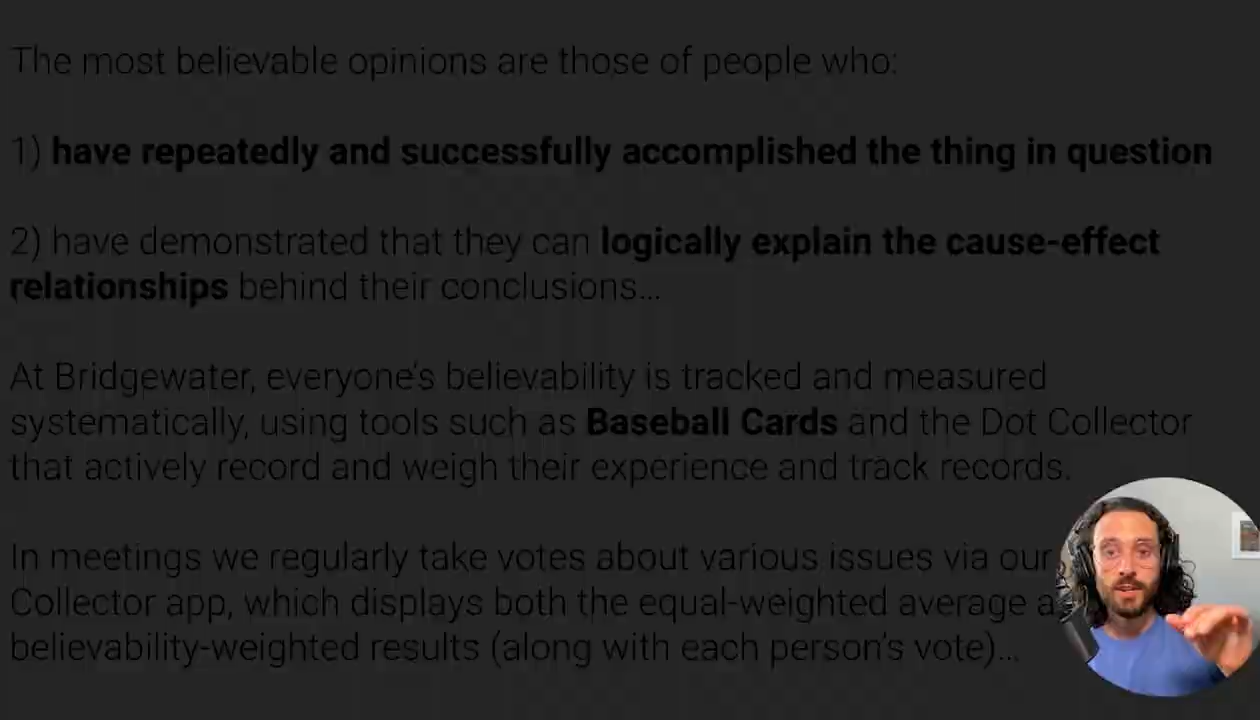 The most believable opinions are those of people who:
1) have repeatedly and successfully accomplished the thing in question
2) have demonstrated that they can logically explain the cause-effect
relationships behind their conclusions...
At Bridgewater, everyone's believability is tracked and measured
systematically, using tools such as Baseball Cards and the Dot Collector
that actively record and weigh their experience and track records.
In meetings we regularly take votes about various issues via our
Collector app, which displays both the equal-weighted average
believability-weighted results (along with each person's vote)...